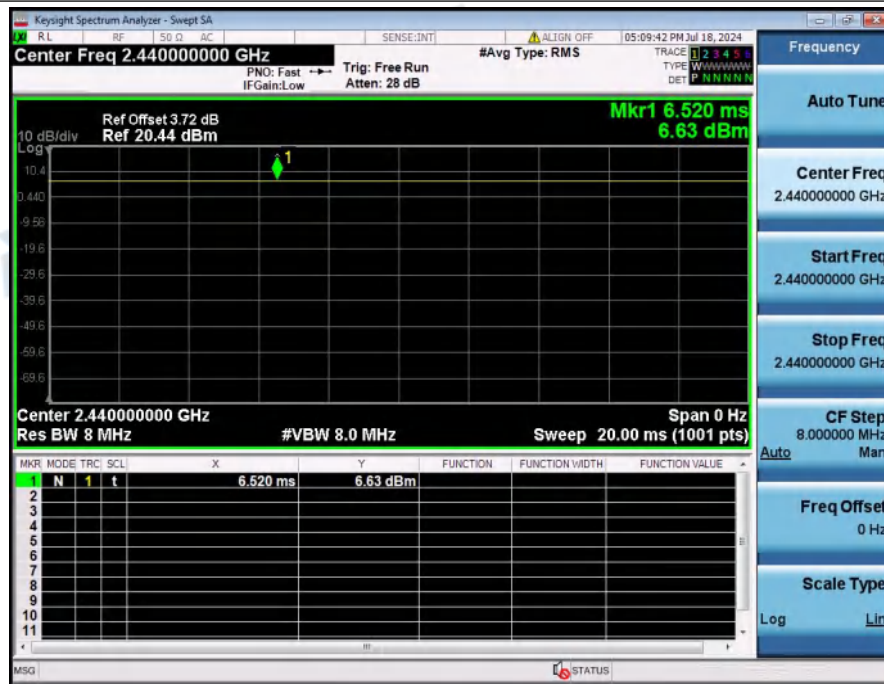 Keysight Spectrum Analyzer - Swept SA
RL RF 50 Ω AC SENSE:INT ALIGN OFF 05:09:42 PM Jul 18, 2024
Center Freq 2.440000000 GHz #Avg Type: RMS TRACE 1 2 3 4 5 6
PNO: Fast Trig: Free Run TYPE WWWWWW
IFGain:Low Atten: 28 dB DET P N N N N N
Frequency
Mkr1 6.520 ms
6.63 dBm
Ref Offset 3.72 dB
10 dB/div Ref 20.44 dBm
Log
1
10.4
0.440
-9.56
-19.6
-29.6
-39.6
-49.6
-59.6
-69.6
Center 2.440000000 GHz Span 0 Hz
Res BW 8 MHz #VBW 8.0 MHz Sweep 20.00 ms (1001 pts)
MKR MODE TRC SCL X Y FUNCTION FUNCTION WIDTH FUNCTION VALUE
1 N 1 t 6.520 ms 6.63 dBm
2
3
4
5
6
7
8
9
10
11
MSG STATUS
Auto Tune
Center Freq
2.440000000 GHz
Start Freq
2.440000000 GHz
Stop Freq
2.440000000 GHz
CF Step
8.000000 MHz
Auto Man
Freq Offset
0 Hz
Scale Type
Log Lin